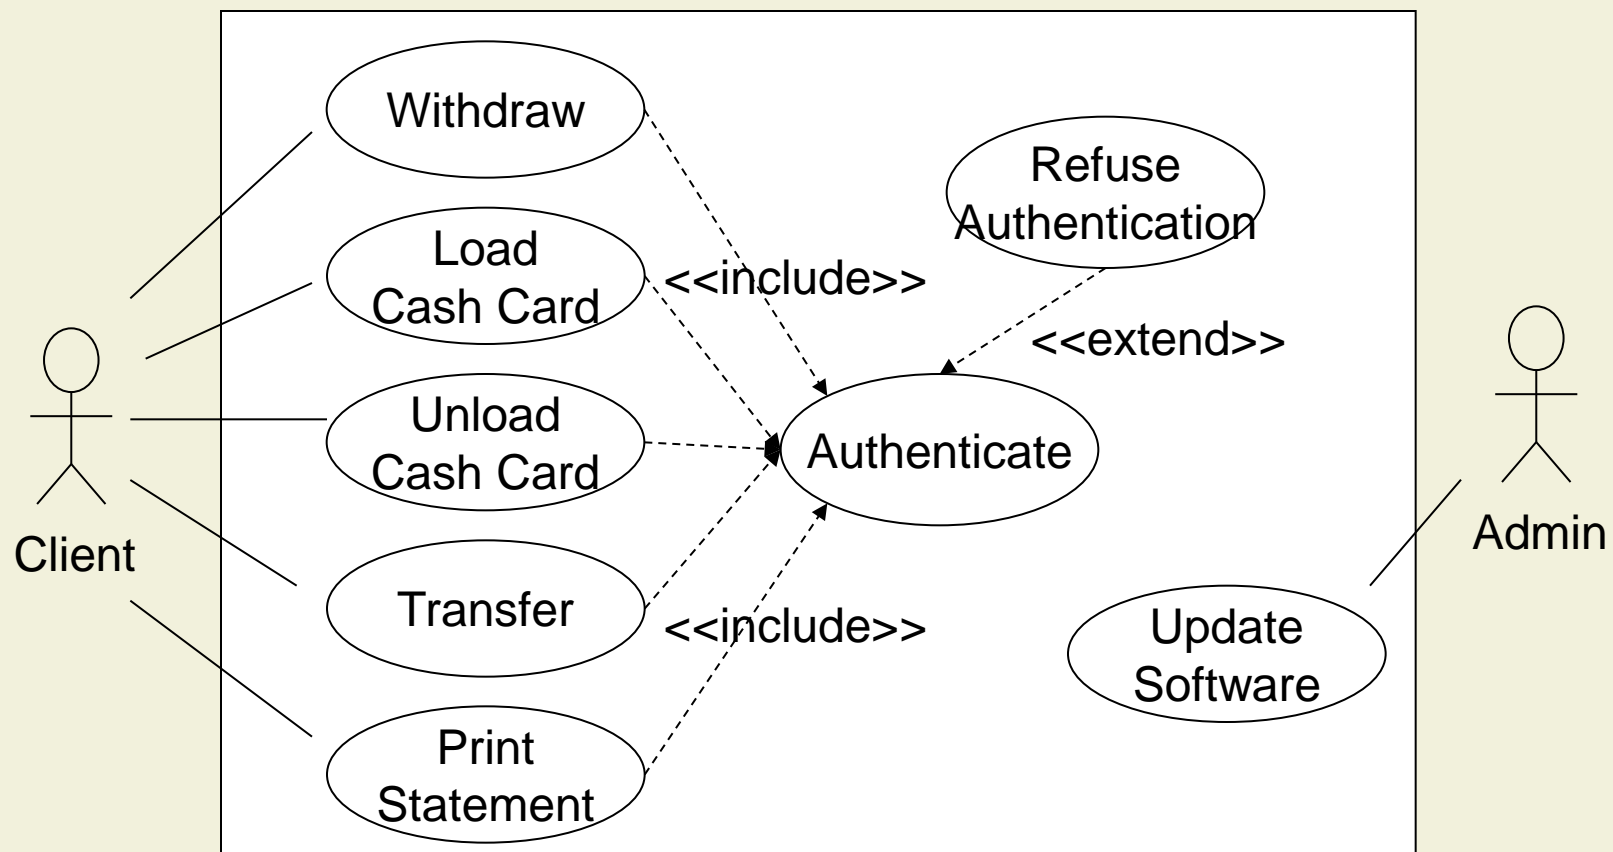 Withdraw
Refuse
Authentication
Load
Cash Card
<<include>>
<<extend>>
Unload
Cash Card
Authenticate
Client
Admin
Transfer
<<include>>
Update
Software
Print
Statement